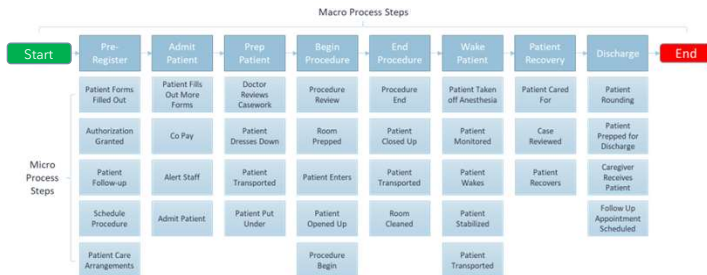 Macro Process Steps
Start
Pre-
Register
Admit
Patient
Prep
Patient
Begin
Procedure
End
Procedure
Wake
Patient
Patient
Recovery
Discharge
End
Micro
Process
Steps
Patient Forms
Filled Out
Authorization
Granted
Patient
Follow-up
Schedule
Procedure
Patient Care
Arrangements
Patient Fills
Out More
Forms
Co Pay
Alert Staff
Admit Patient
Doctor
Reviews
Casework
Patient
Dresses Down
Patient
Transported
Patient Put
Under
Procedure
Review
Room
Prepped
Patient Enters
Patient
Opened Up
Procedure
Begin
Procedure
End
Patient
Closed Up
Patient
Transported
Room
Cleaned
Patient Taken
off Anesthesia
Patient
Monitored
Patient
Wakes
Patient
Stabilized
Patient
Transported
Patient Cared
For
Case
Reviewed
Patient
Recovers
Patient
Rounding
Patient
Prepped for
Discharge
Caregiver
Receives
Patient
Follow Up
Appointment
Scheduled